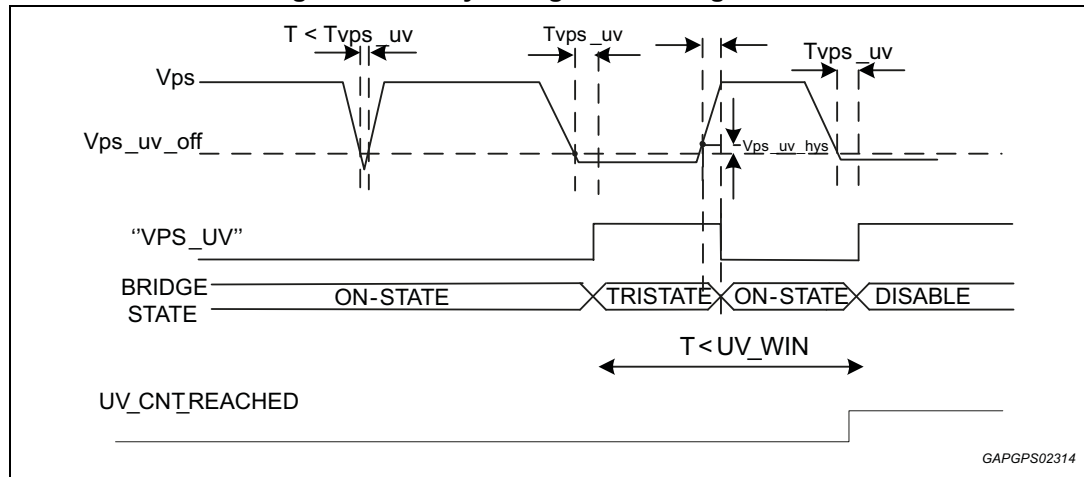 T < Tvps_uv
Tvps_uv
Tvps_uv
Vps
Vps_uv_off
Vps_uv_hys
“VPS_UV”
BRIDGE STATE
ON-STATE
TRISTATE
ON-STATE
DISABLE
T < UV_WIN
UV_CNT_REACHED
GAPGPS02314